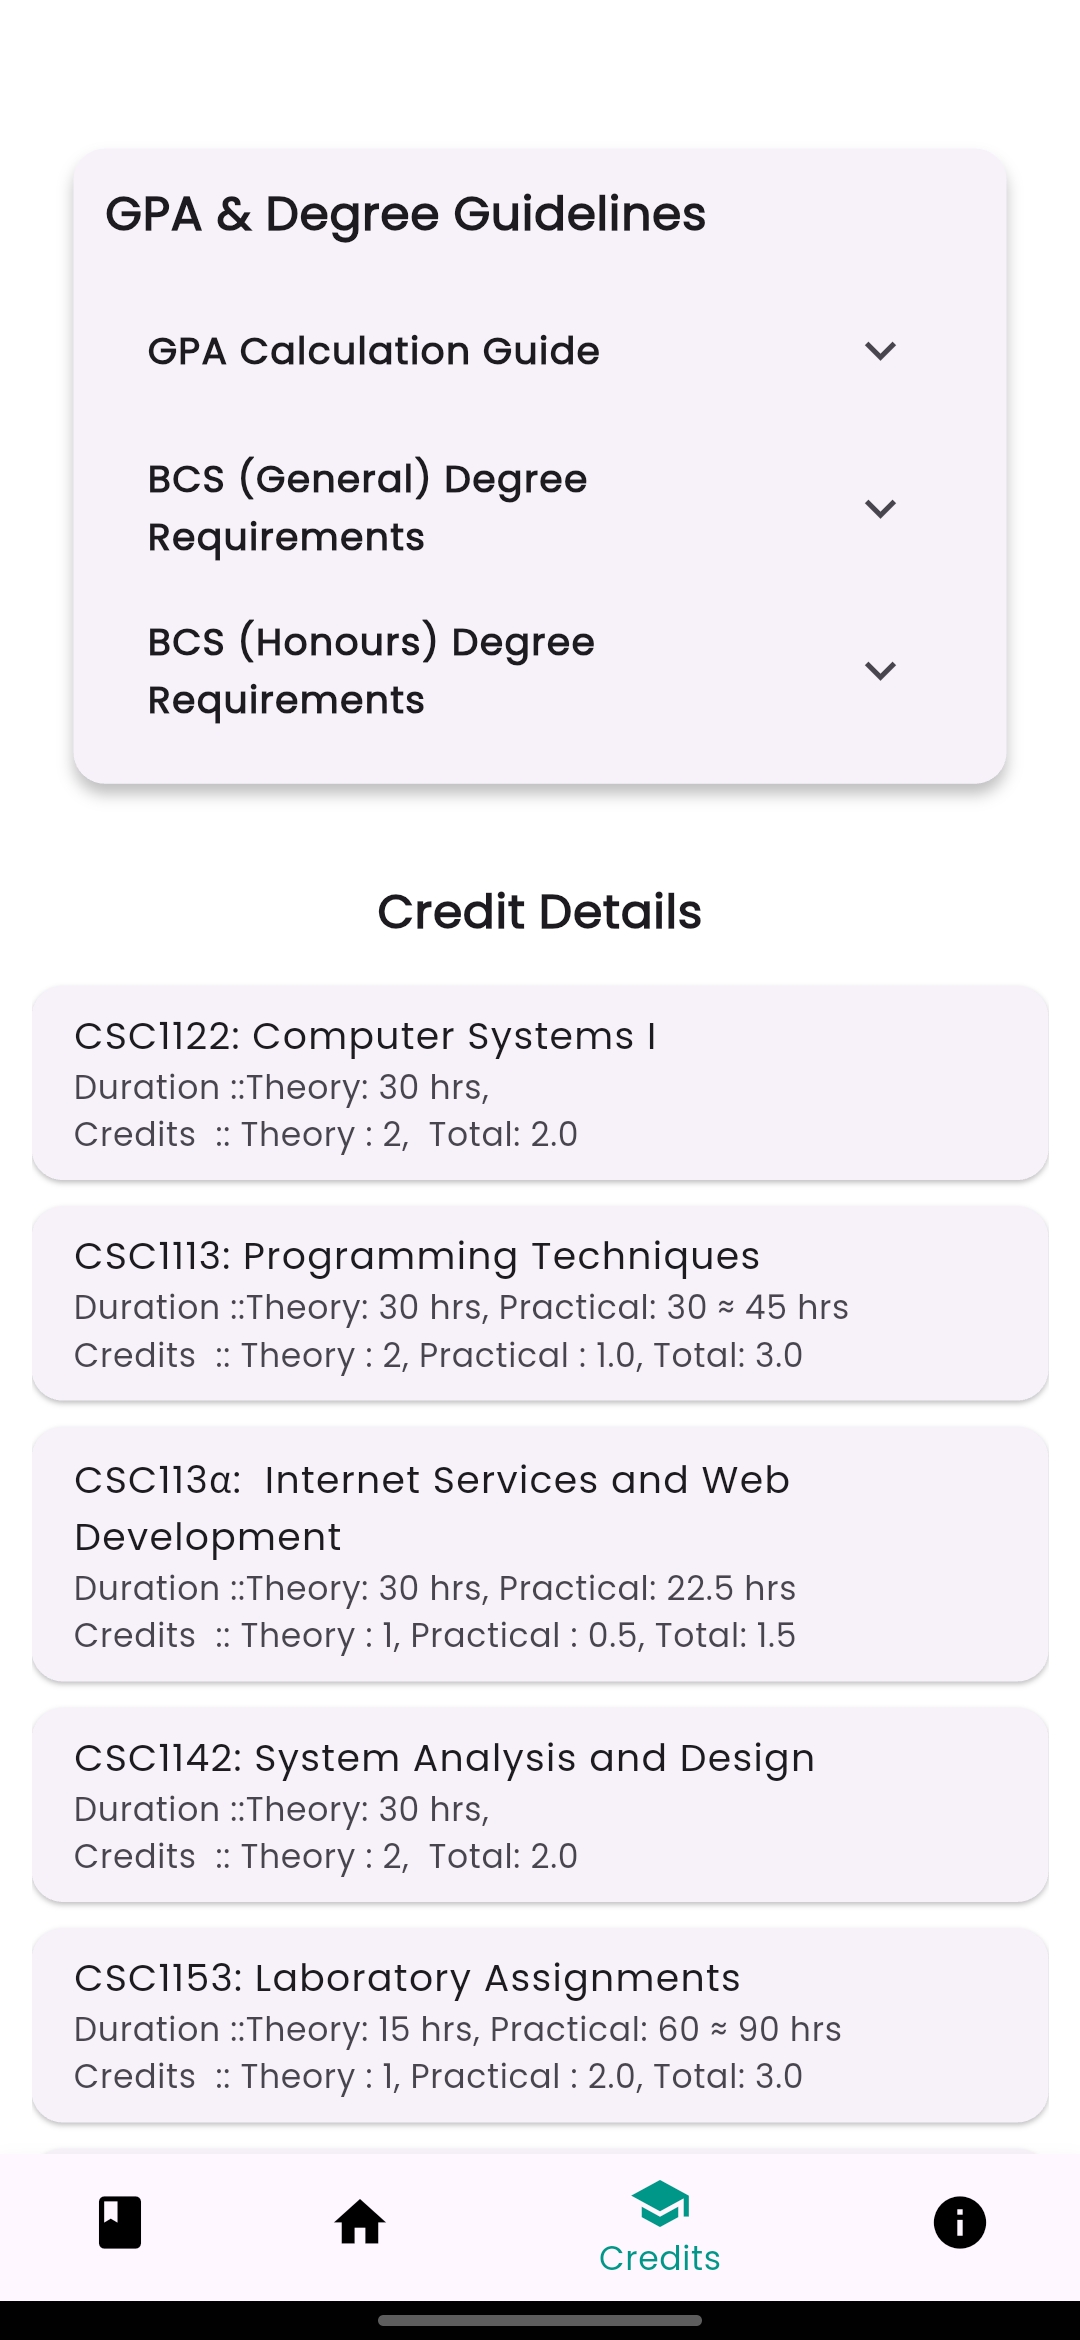 GPA & Degree Guidelines
GPA Calculation Guide
BCS (General) Degree
Requirements
BCS (Honours) Degree
Requirements
Credit Details
CSC1122: Computer Systems I
Duration ::Theory: 30 hrs,
Credits  :: Theory : 2,  Total: 2.0
CSC1113: Programming Techniques
Duration ::Theory: 30 hrs, Practical: 30 ≈ 45 hrs
Credits  :: Theory : 2, Practical : 1.0, Total: 3.0
CSC113α:  Internet Services and Web
Development
Duration ::Theory: 30 hrs, Practical: 22.5 hrs
Credits  :: Theory : 1, Practical : 0.5, Total: 1.5
CSC1142: System Analysis and Design
Duration ::Theory: 30 hrs,
Credits  :: Theory : 2,  Total: 2.0
CSC1153: Laboratory Assignments
Duration ::Theory: 15 hrs, Practical: 60 ≈ 90 hrs
Credits  :: Theory : 1, Practical : 2.0, Total: 3.0
Credits